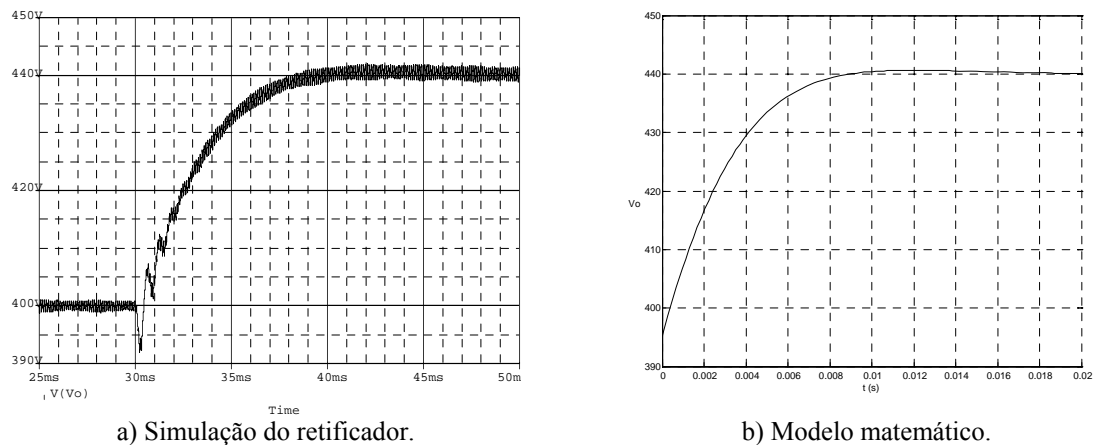 450V
440V
420V
400V
390V
25ms 30ms 35ms 40ms 45ms 50m
V(Vo)
Time
a) Simulação do retificador.
450
440
430
420
410
400
390
Vo
0 0.002 0.004 0.006 0.008 0.01 0.012 0.014 0.016 0.018 0.02
t (s)
b) Modelo matemático.